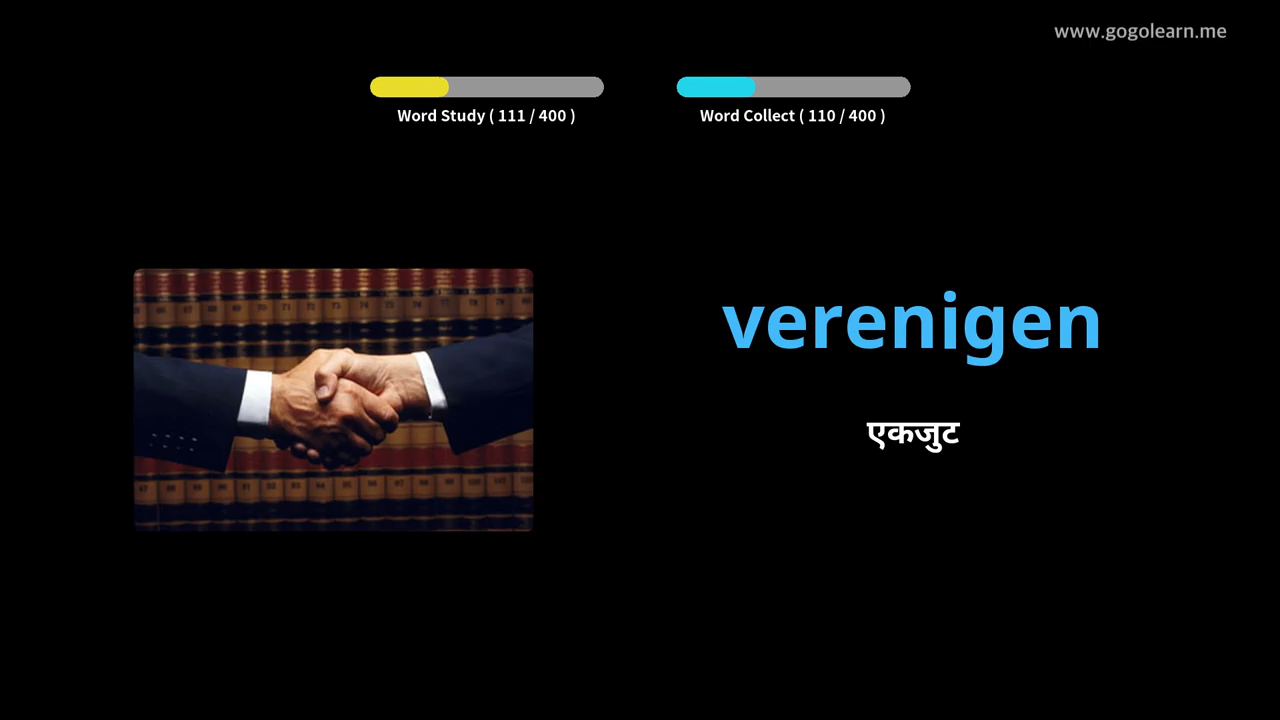 www.gogolearn.me
Word Study ( 111 / 400 )
Word Collect ( 110 / 400 )
verenigen
एकजुट